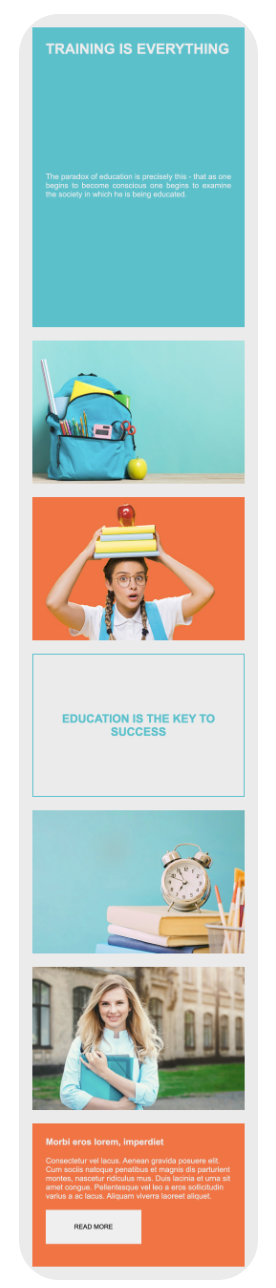 TRAINING IS EVERYTHING
The paradox of education is precisely this - that as one
begins to become conscious one begins to examine
the society in which he is being educated.
EDUCATION IS THE KEY TO
SUCCESS
Morbi eros lorem, imperdiet
Consectetur vel lacus. Aenean gravida posuere elit.
Cum sociis natoque penatibus et magnis dis parturient
montes, nascetur ridiculus mus. Duis lacinia et urna sit
amet congue. Pellentesque vel leo a eros sollicitudin
varius a ac lacus. Aliquam viverra laoreet aliquet.
READ MORE